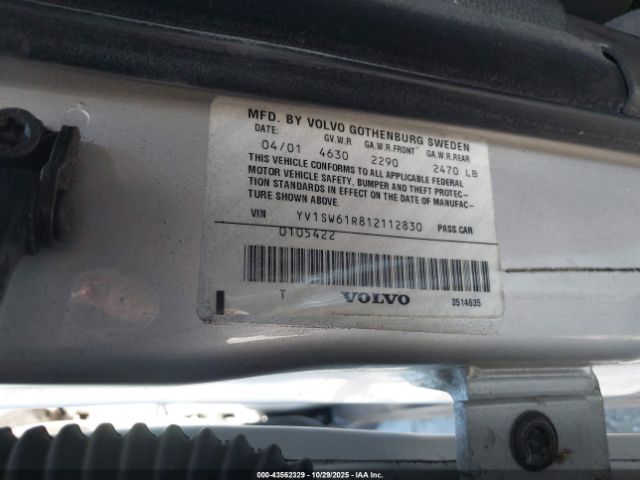 MFD. BY VOLVO GOTHENBURG SWEDEN
DATE: GV.W.R GA.W.R.FRONT GA.W.R.REAR
04/01 4630 2290 2470 LB
THIS VEHICLE CONFORMS TO ALL APPLICABLE FEDERAL
MOTOR VEHICLE SAFETY, BUMPER AND THEFT PROTEC-
TION STANDARDS IN EFFECT ON THE DATE OF MANUFAC-
TURE SHOWN ABOVE.
VIN YV1SW61R812112830 PASS.CAR
0105422
T VOLVO 3514635
000-43562329 - 10/29/2025 - IAAI.COM